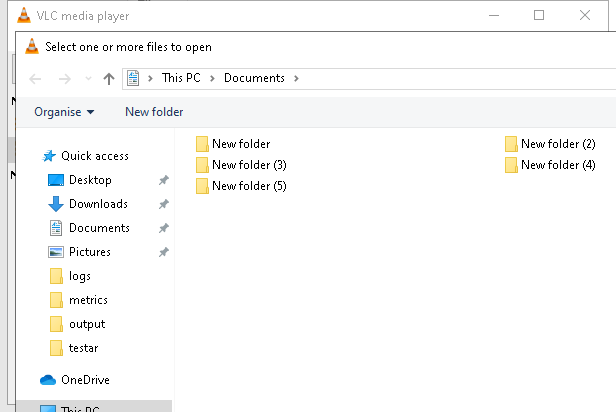 VLC media player
Select one or more files to open
This PC > Documents >
Organise New folder
Quick access
Desktop
Downloads
Documents
Pictures
logs
metrics
output
testar
OneDrive
This PC
New folder New folder (2)
New folder (3) New folder (4)
New folder (5)